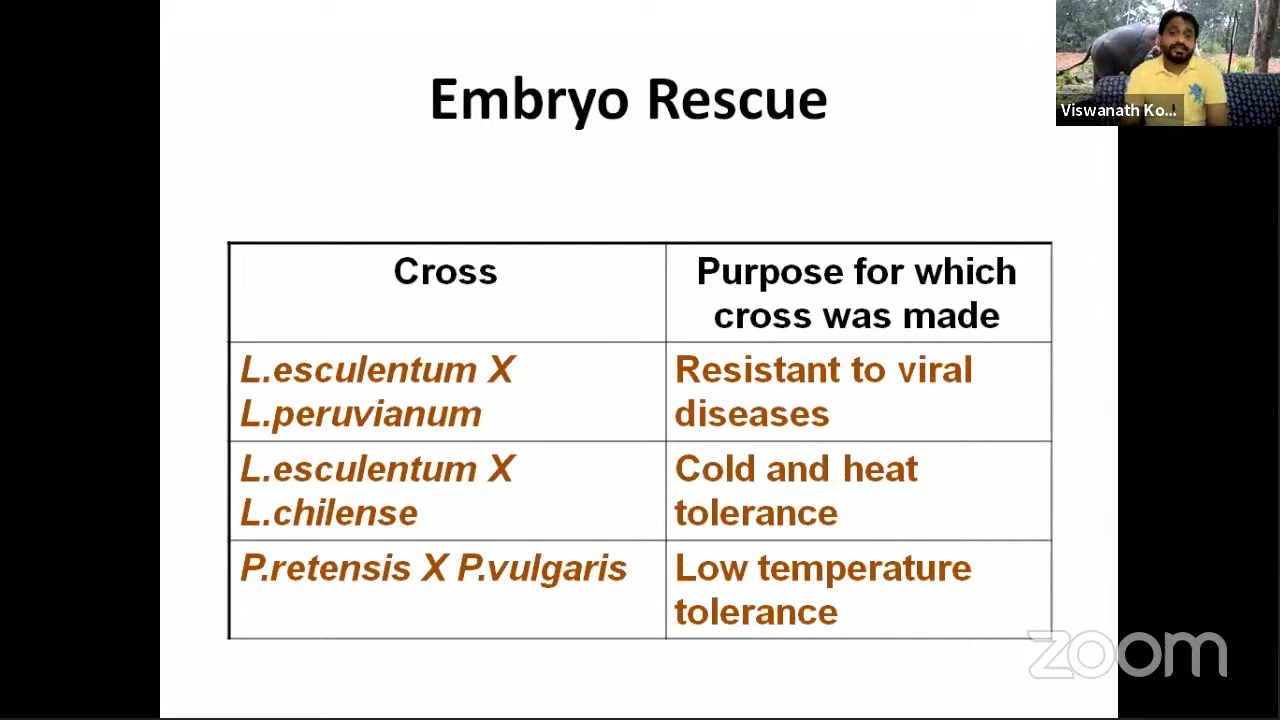 Embryo Rescue
Viswanath Ko...
Cross
Purpose for which
cross was made
L.esculentum X
L.peruvianum
Resistant to viral
diseases
L.esculentum X
L.chilense
Cold and heat
tolerance
P.retensis X P.vulgaris
Low temperature
tolerance
zoom